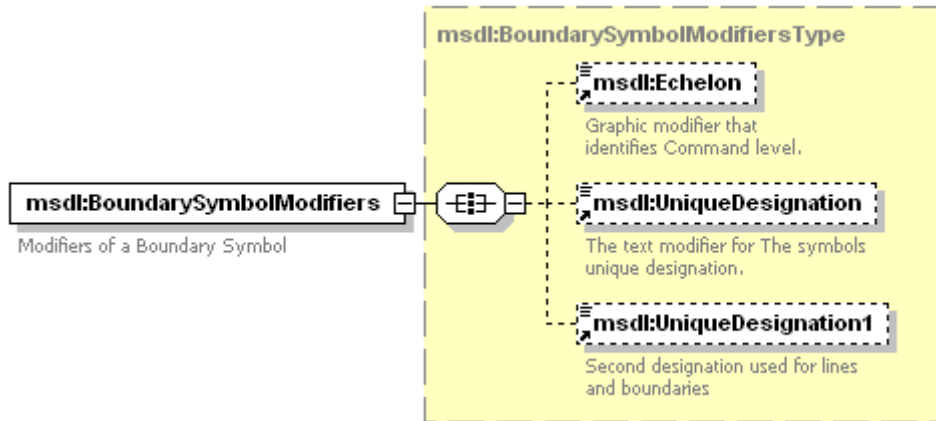 msdl:BoundarySymbolModifiersType
msdl:Echelon
Graphic modifier that
identifies Command level.
msdl:BoundarySymbolModifiers
Modifiers of a Boundary Symbol
msdl:UniqueDesignation
The text modifier for The symbols
unique designation.
msdl:UniqueDesignation1
Second designation used for lines
and boundaries